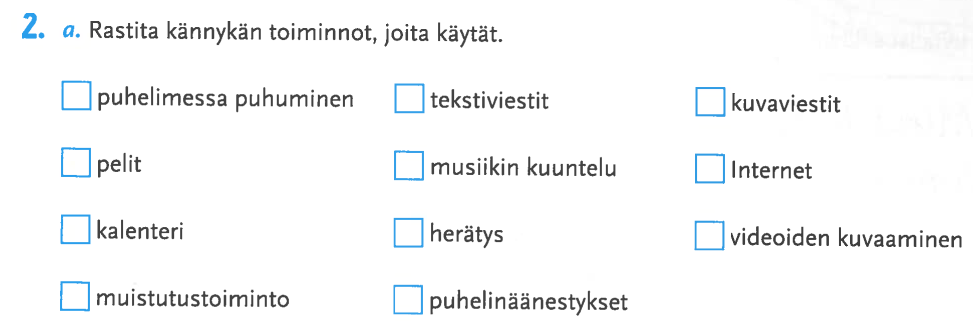 2. a. Rastita kännykän toiminnot, joita käytät.
puhelimessa puhuminen tekstiviestit kuvaviestit
pelit musiikin kuuntelu Internet
kalenteri herätys videoiden kuvaaminen
muistutustoiminto puhelinäänestykset